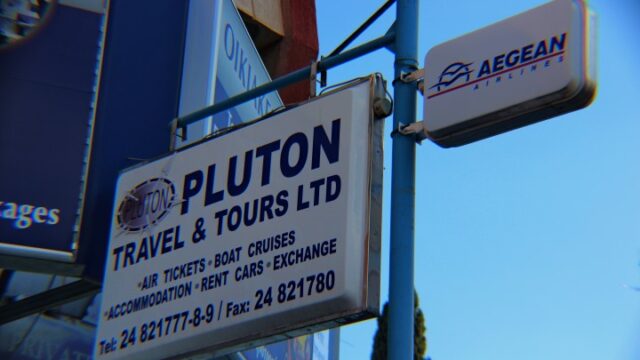 AEGEAN
AIRLINES
PLUTON
PLUTON
TRAVEL & TOURS LTD
•AIR TICKETS •BOAT CRUISES
•ACCOMMODATION •RENT CARS •EXCHANGE
Tel: 24 821777-8-9 / Fax: 24 821780